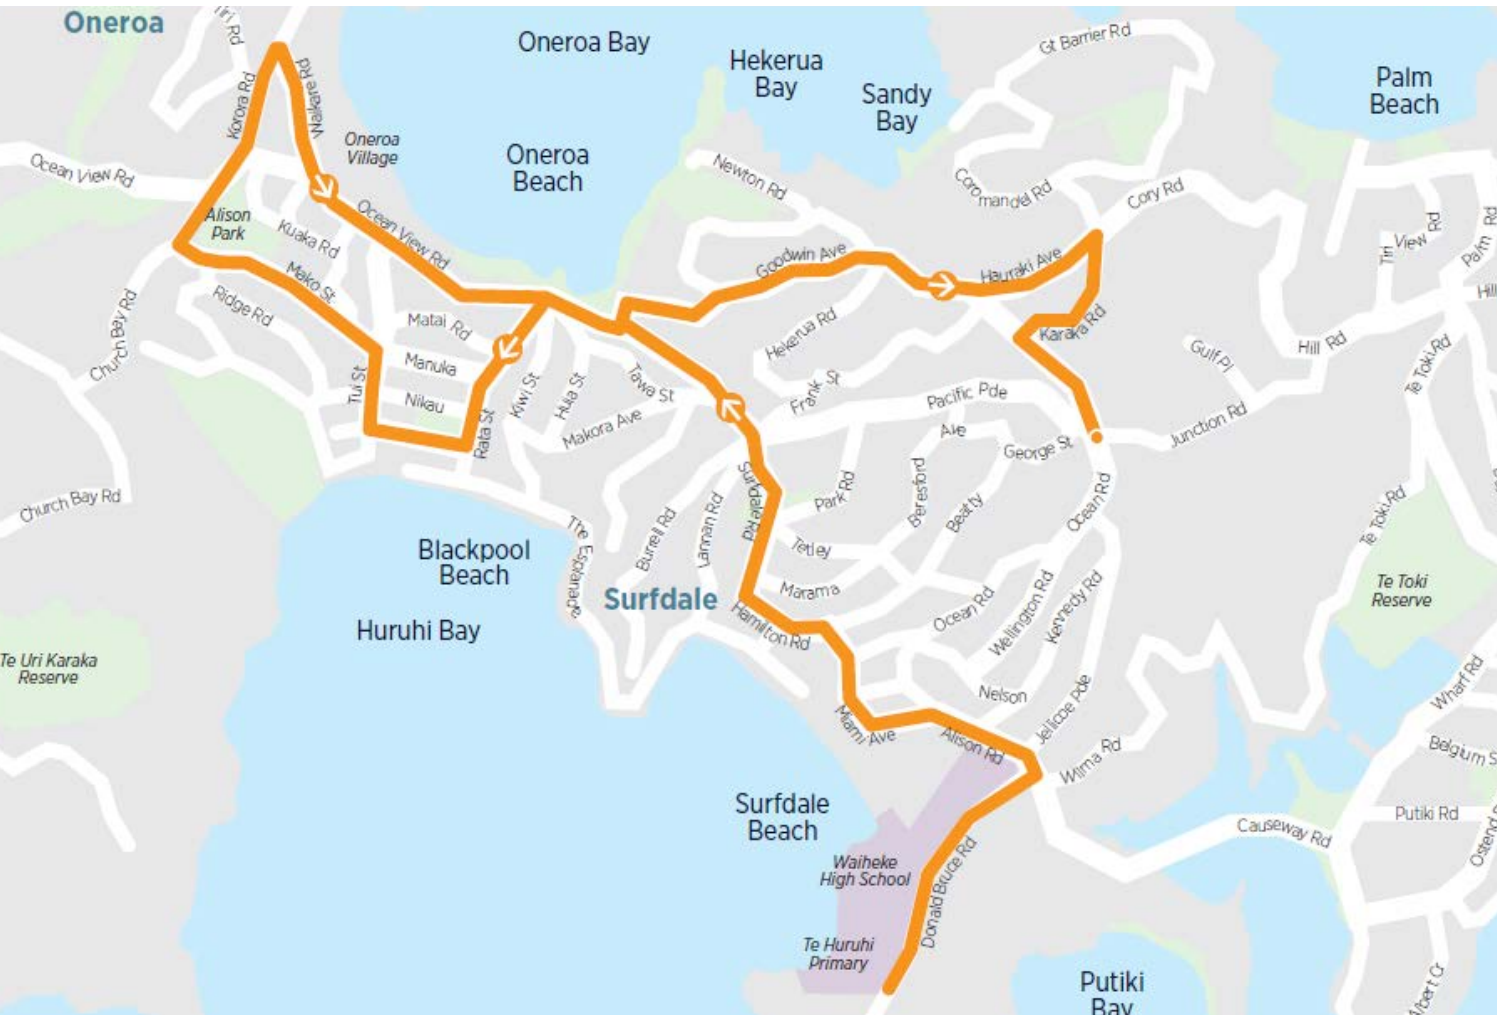 Oneroa
Oneroa Bay
Hekerua
Bay
Sandy
Bay
Palm
Beach
Gt Barrier Rd
Korora Rd
Waikare Rd
Oneroa
Village
Oneroa
Beach
Newton Rd
Coromandel Rd
Cory Rd
Ocean View Rd
Alison
Park
Kuaka Rd
Ocean View Rd
Goodwin Ave
Hauraki Ave
Tiri View Rd
Palm Rd
Mako St
Ridge Rd
Church Bay Rd
Matai Rd
Manuka
Nikau
Tui St
Rata St
Kiwi St
Huia St
Tawa St
Makora Ave
Hekerua Rd
Frank St
Karaka Rd
Gulf Pl
Hill Rd
Te Toki Rd
Pacific Pde
Ave
George St
Junction Rd
Church Bay Rd
Surfdale Rd
Park Rd
Beresford
Beatty
Ocean Rd
Te Toki Rd
The Esplanade
Burrell Rd
Lannan Rd
Tetley
Marama
Blackpool
Beach
Surfdale
Hamilton Rd
Ocean Rd
Wellington Rd
Kennedy Rd
Te Toki
Reserve
Huruhi Bay
Te Uri Karaka
Reserve
Nelson
Jellicoe Pde
Wharf Rd
Miami Ave
Alison Rd
Wilma Rd
Belgium S
Surfdale
Beach
Causeway Rd
Putiki Rd
Ostend
Waiheke
High School
Donald Bruce Rd
Te Huruhi
Primary
Putiki
Bay
Albert Cr